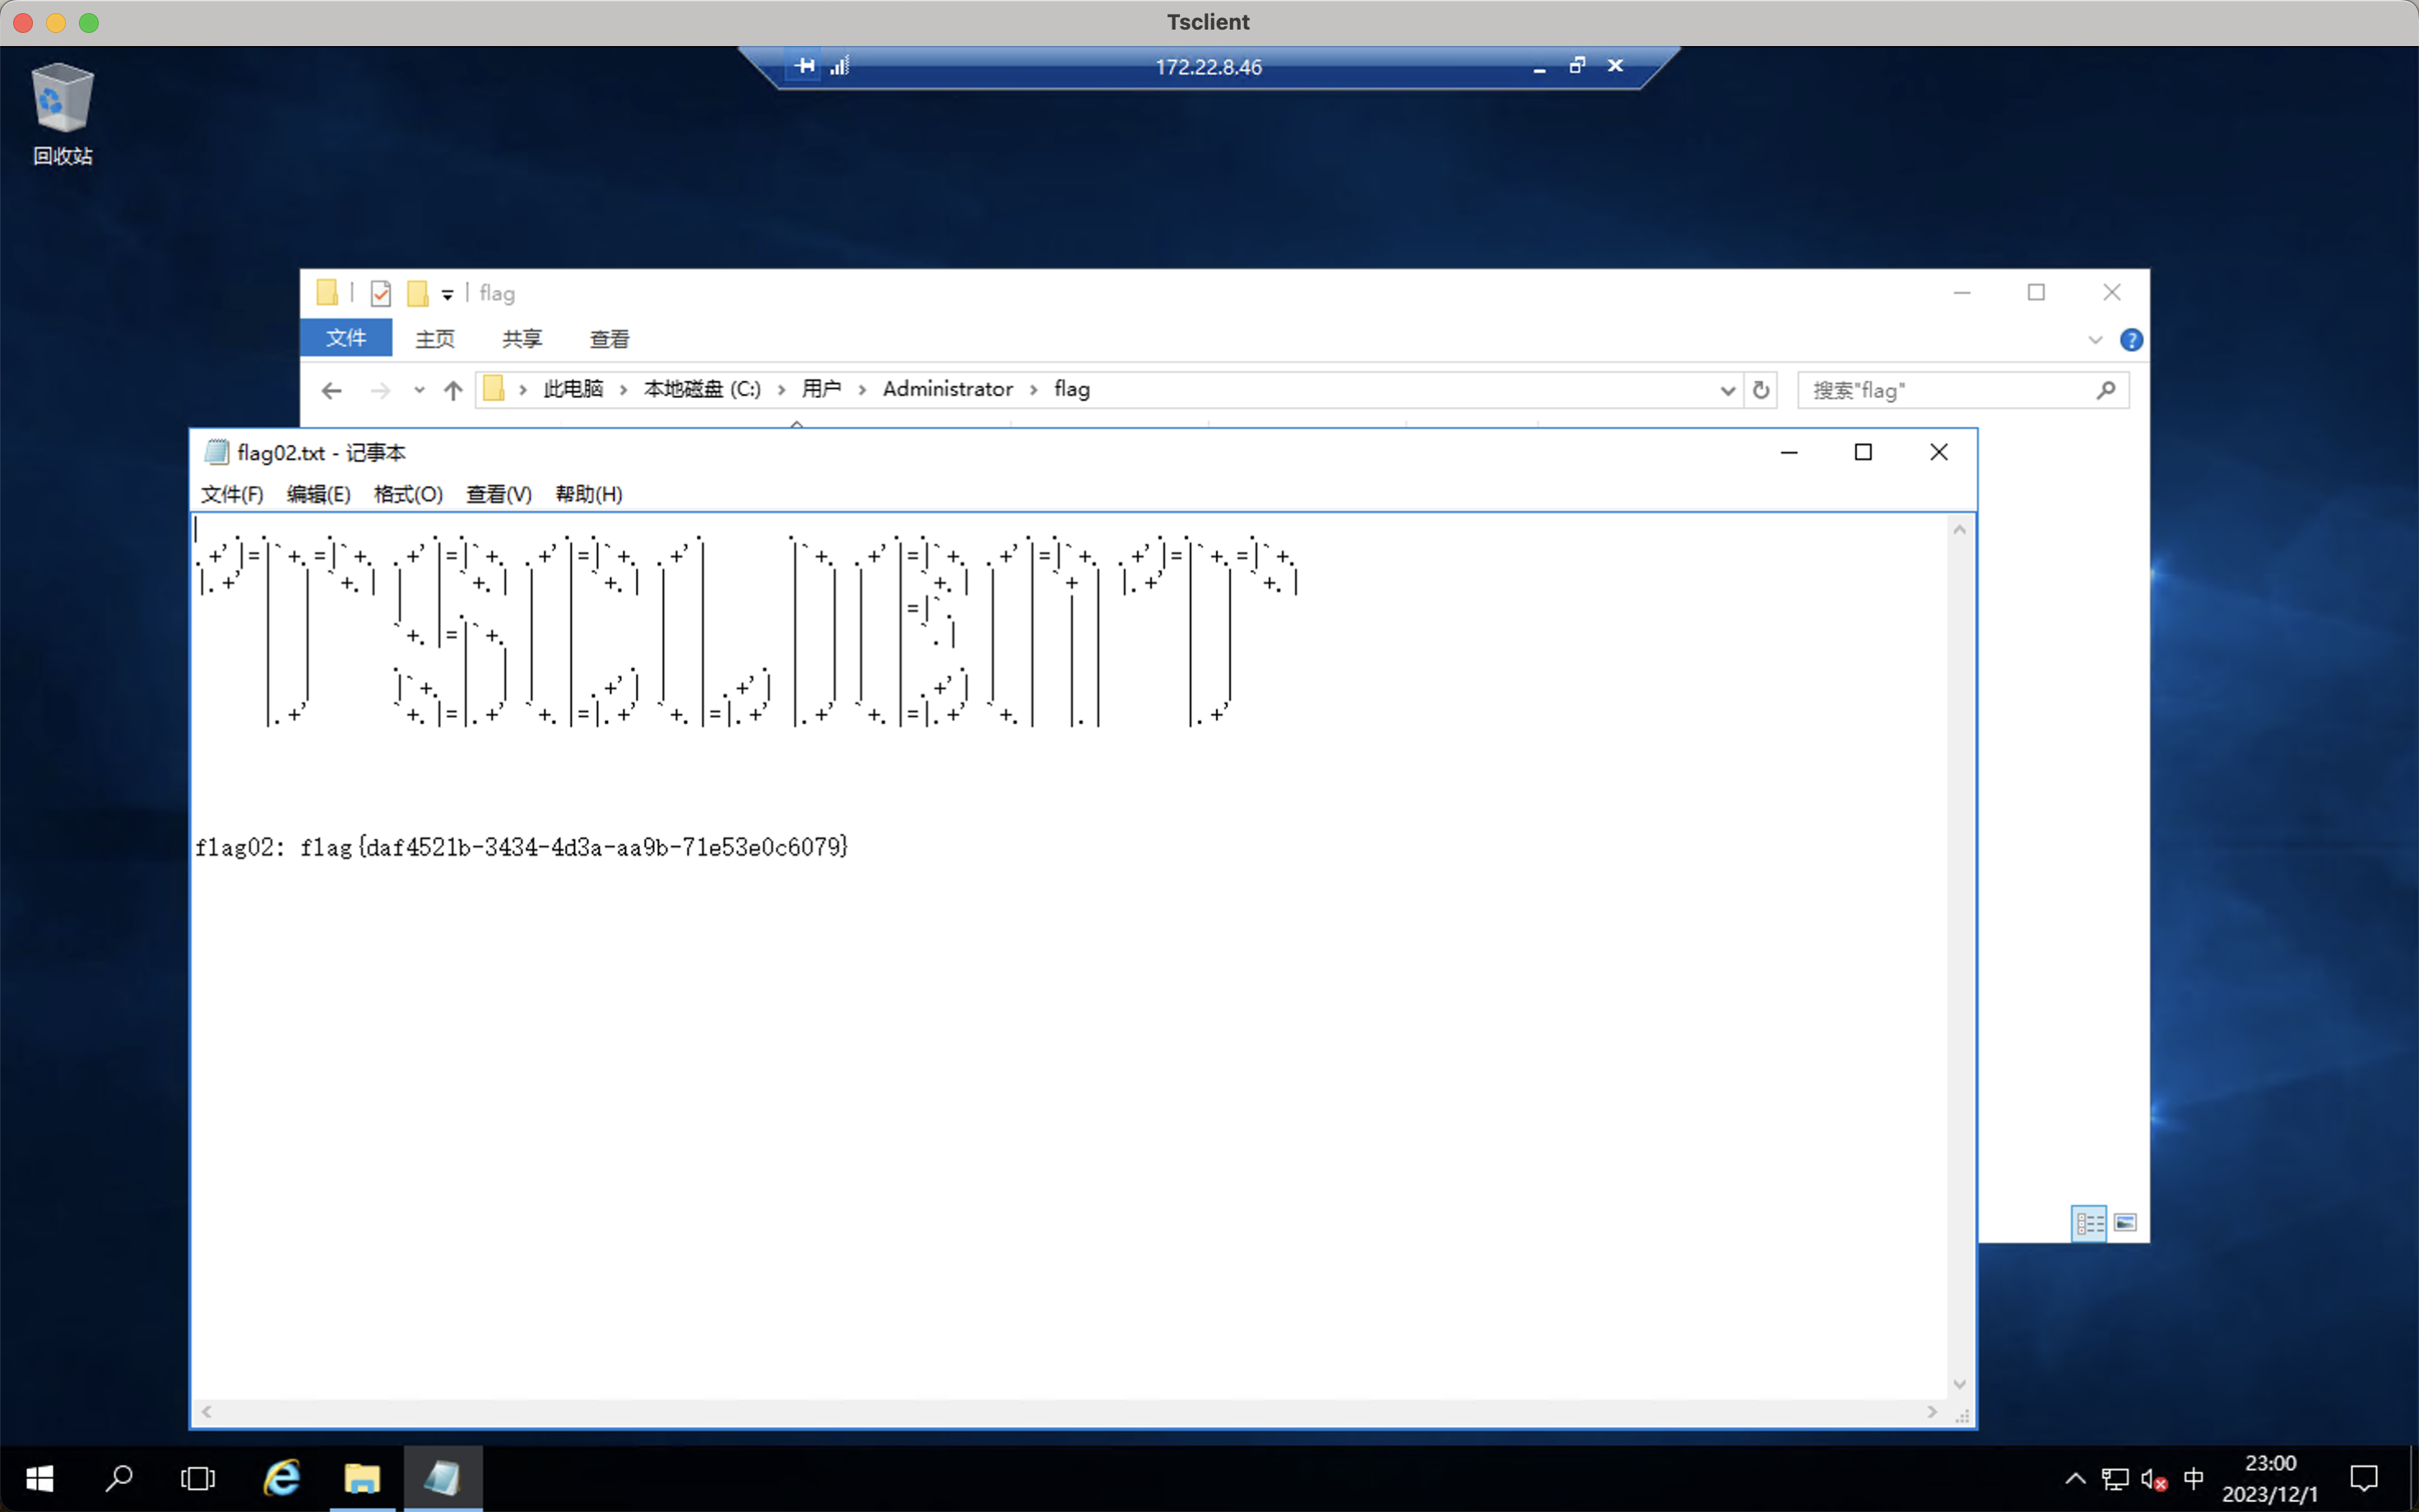 Tsclient
172.22.8.46
回收站
flag
文件 主页 共享 查看
此电脑 › 本地磁盘 (C:) › 用户 › Administrator › flag
搜索"flag"
flag02.txt - 记事本
文件(F) 编辑(E) 格式(O) 查看(V) 帮助(H)
TSCLIENT
flag02: flag{daf4521b-3434-4d3a-aa9b-71e53e0c6079}
中
23:00
2023/12/1